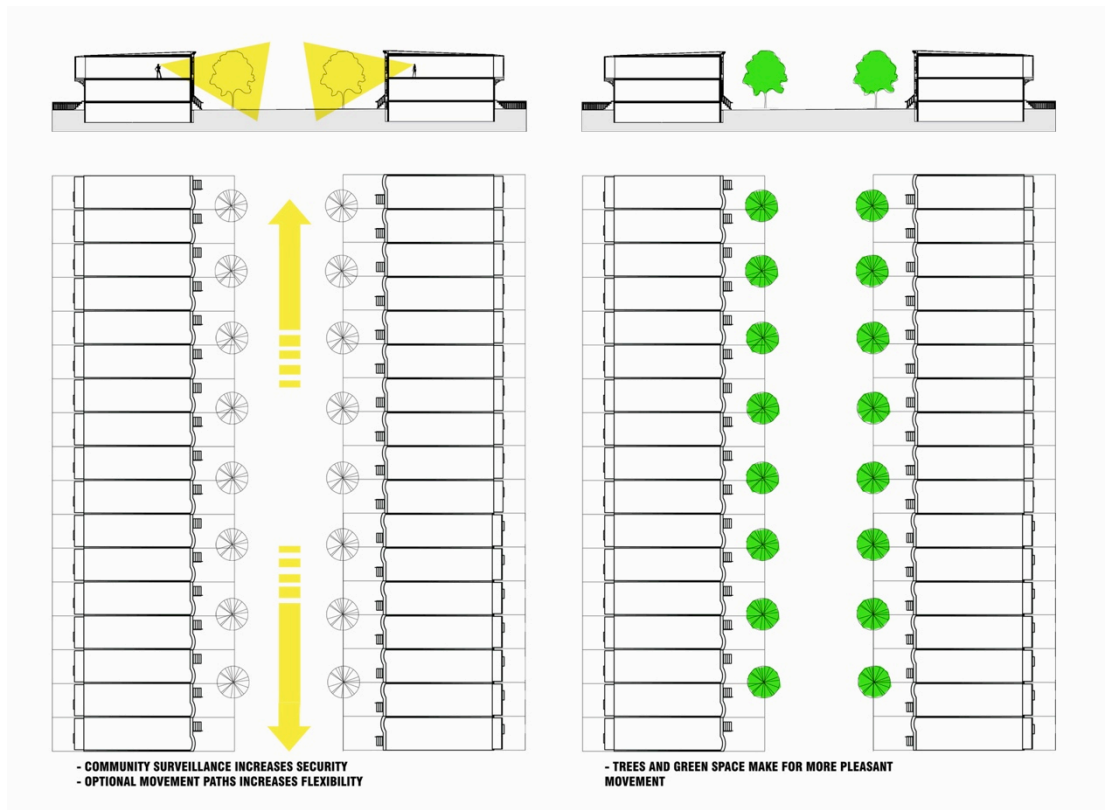 - COMMUNITY SURVEILLANCE INCREASES SECURITY
- OPTIONAL MOVEMENT PATHS INCREASES FLEXIBILITY
- TREES AND GREEN SPACE MAKE FOR MORE PLEASANT
MOVEMENT